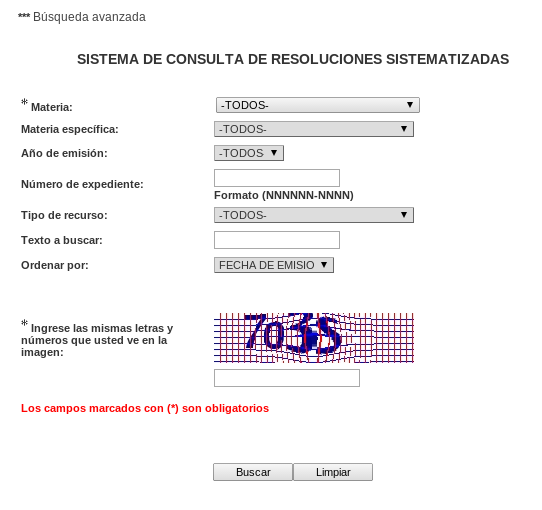 *** Búsqueda avanzada
SISTEMA DE CONSULTA DE RESOLUCIONES SISTEMATIZADAS
* Materia: -TODOS-
Materia específica: -TODOS-
Año de emisión: -TODOS
Número de expediente:
Formato (NNNNNN-NNNN)
Tipo de recurso: -TODOS-
Texto a buscar:
Ordenar por: FECHA DE EMISIO
* Ingrese las mismas letras y
números que usted ve en la
imagen:
Los campos marcados con (*) son obligatorios
Buscar Limpiar